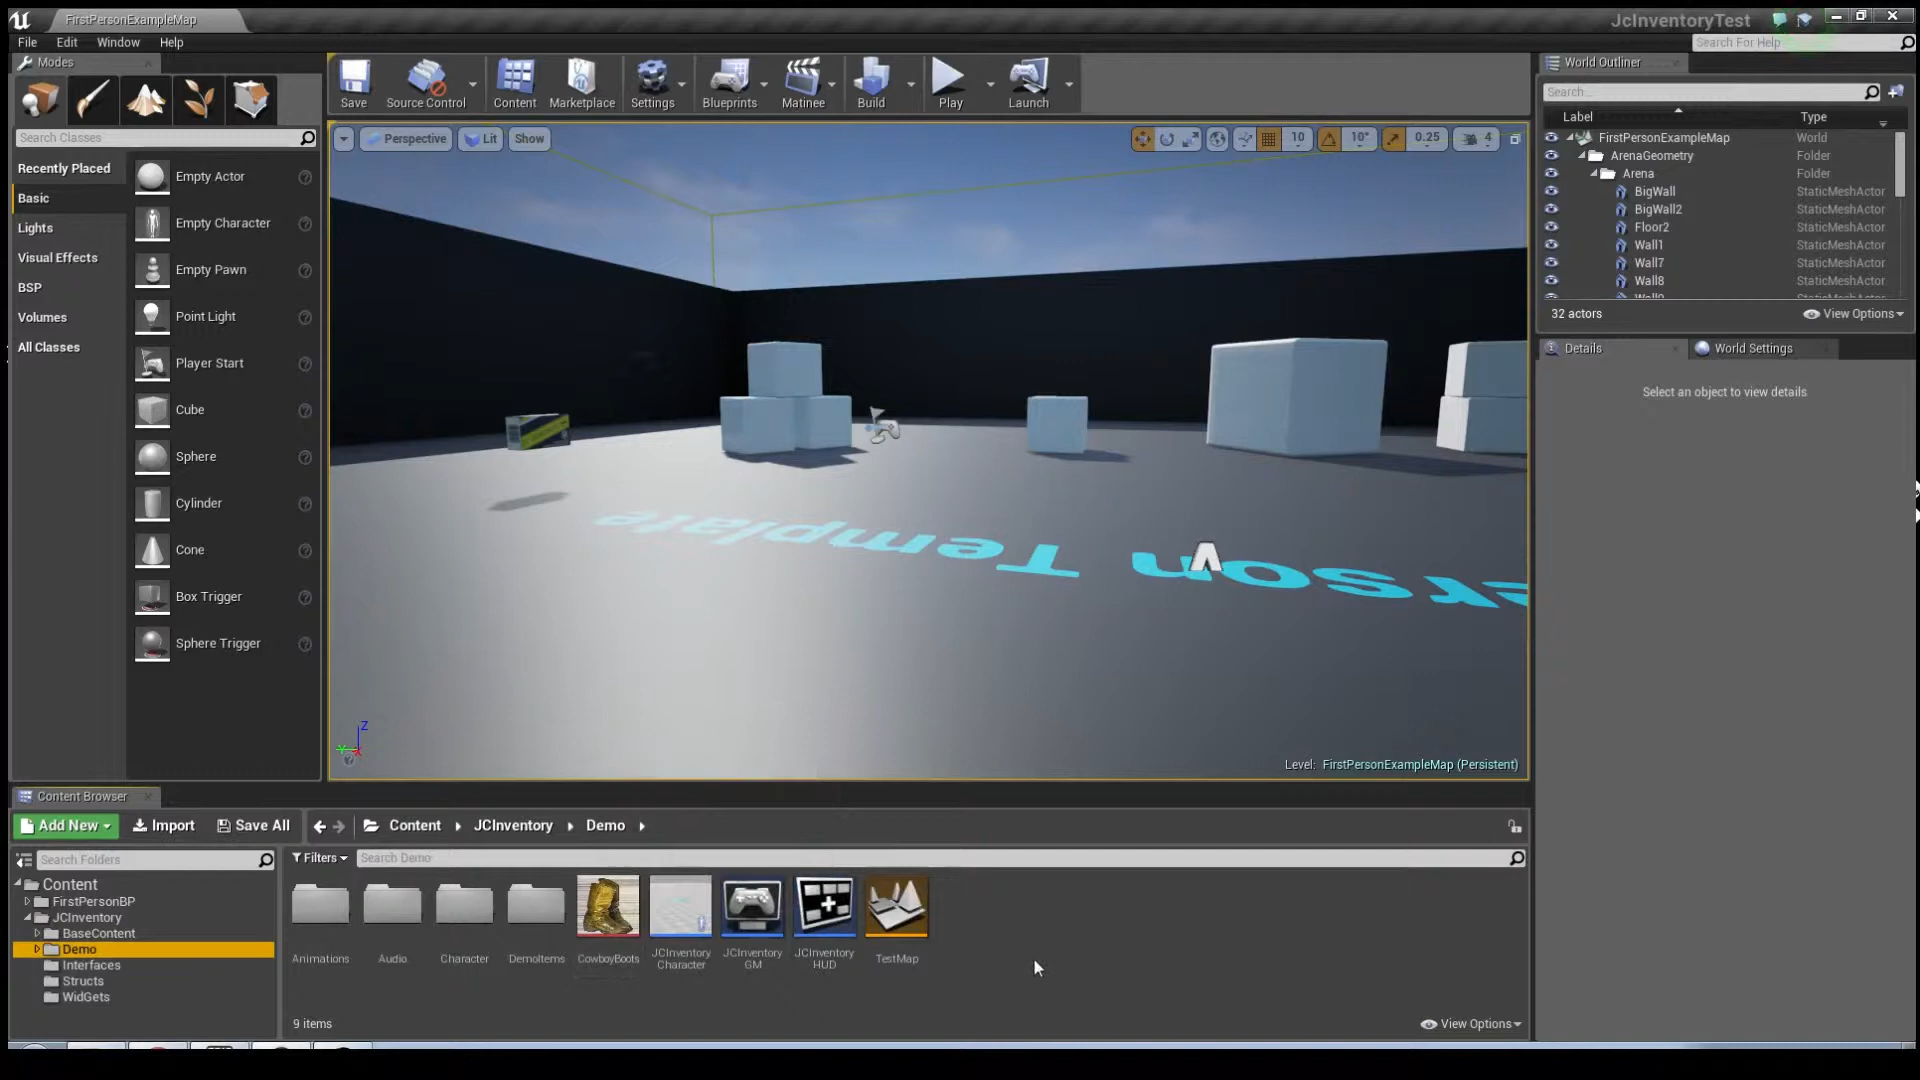 FirstPersonExampleMap
JcInventoryTest
File Edit Window Help
Search For Help
Modes
Search Classes
Recently Placed
Basic
Lights
Visual Effects
BSP
Volumes
All Classes
Empty Actor
Empty Character
Empty Pawn
Point Light
Player Start
Cube
Sphere
Cylinder
Cone
Box Trigger
Sphere Trigger
Save Source Control Content Marketplace Settings Blueprints Matinee Build Play Launch
Perspective Lit Show
10 10° 0.25 4
son Template
Z
Level: FirstPersonExampleMap (Persistent)
World Outliner
Search...
Label Type
FirstPersonExampleMap World
ArenaGeometry Folder
Arena Folder
BigWall StaticMeshActor
BigWall2 StaticMeshActor
Floor2 StaticMeshActor
Wall1 StaticMeshActor
Wall7 StaticMeshActor
Wall8 StaticMeshActor
32 actors View Options
Details World Settings
Select an object to view details
Content Browser
Add New Import Save All Content JCInventory Demo
Search Folders
Content
FirstPersonBP
JCInventory
BaseContent
Demo
Interfaces
Structs
WidGets
Filters Search Demo
Animations Audio Character DemoItems CowboyBoots JCInventory Character JCInventory GM JCInventory HUD TestMap
9 items View Options